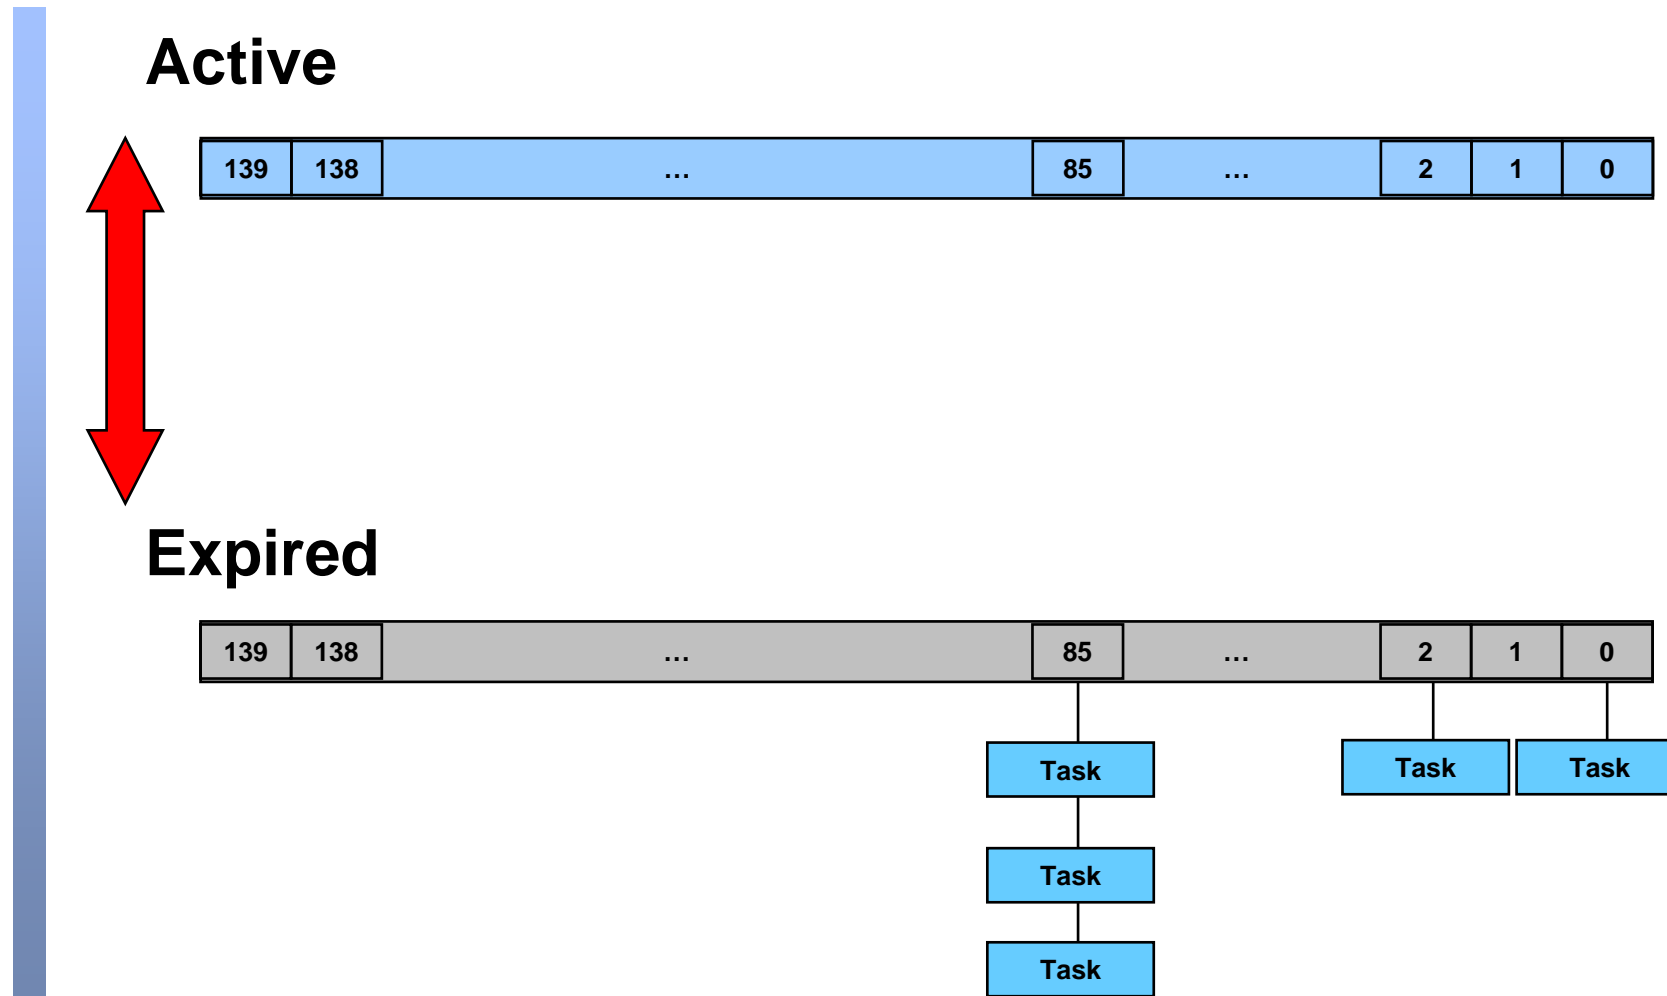 Active
139 138 … 85 … 2 1 0
Expired
139 138 … 85 … 2 1 0
Task Task Task
Task
Task